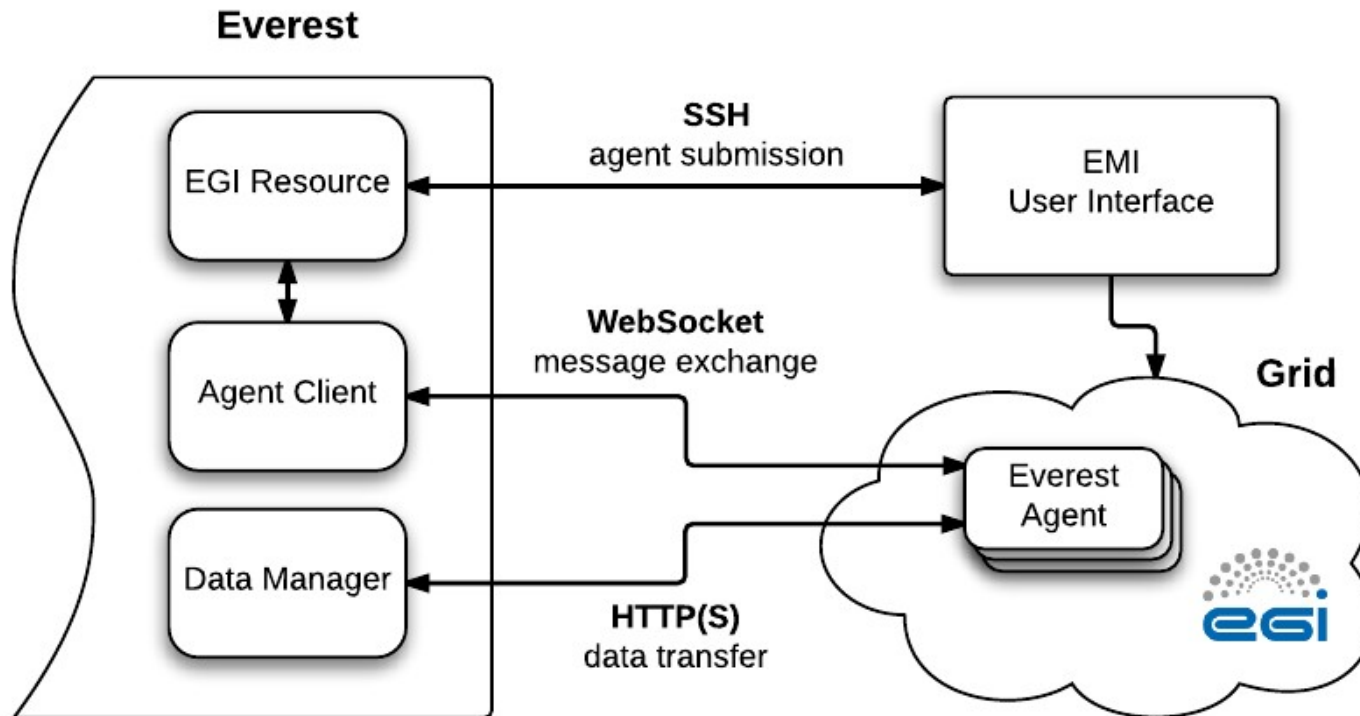 Everest
EGI Resource
SSH
agent submission
EMI
User Interface
Agent Client
WebSocket
message exchange
Grid
Everest
Agent
Data Manager
HTTP(S)
data transfer
egi